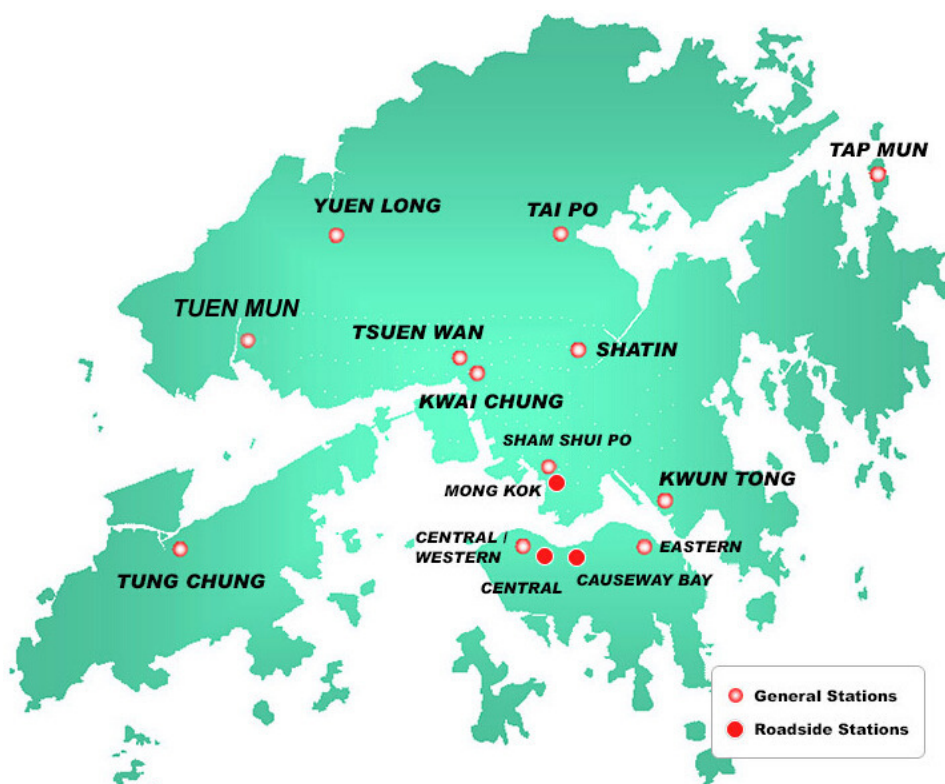 TAP MUN
YUEN LONG
TAI PO
TUEN MUN
TSUEN WAN
SHATIN
KWAI CHUNG
SHAM SHUI PO
MONG KOK
KWUN TONG
CENTRAL /
WESTERN
EASTERN
TUNG CHUNG
CENTRAL
CAUSEWAY BAY
General Stations
Roadside Stations